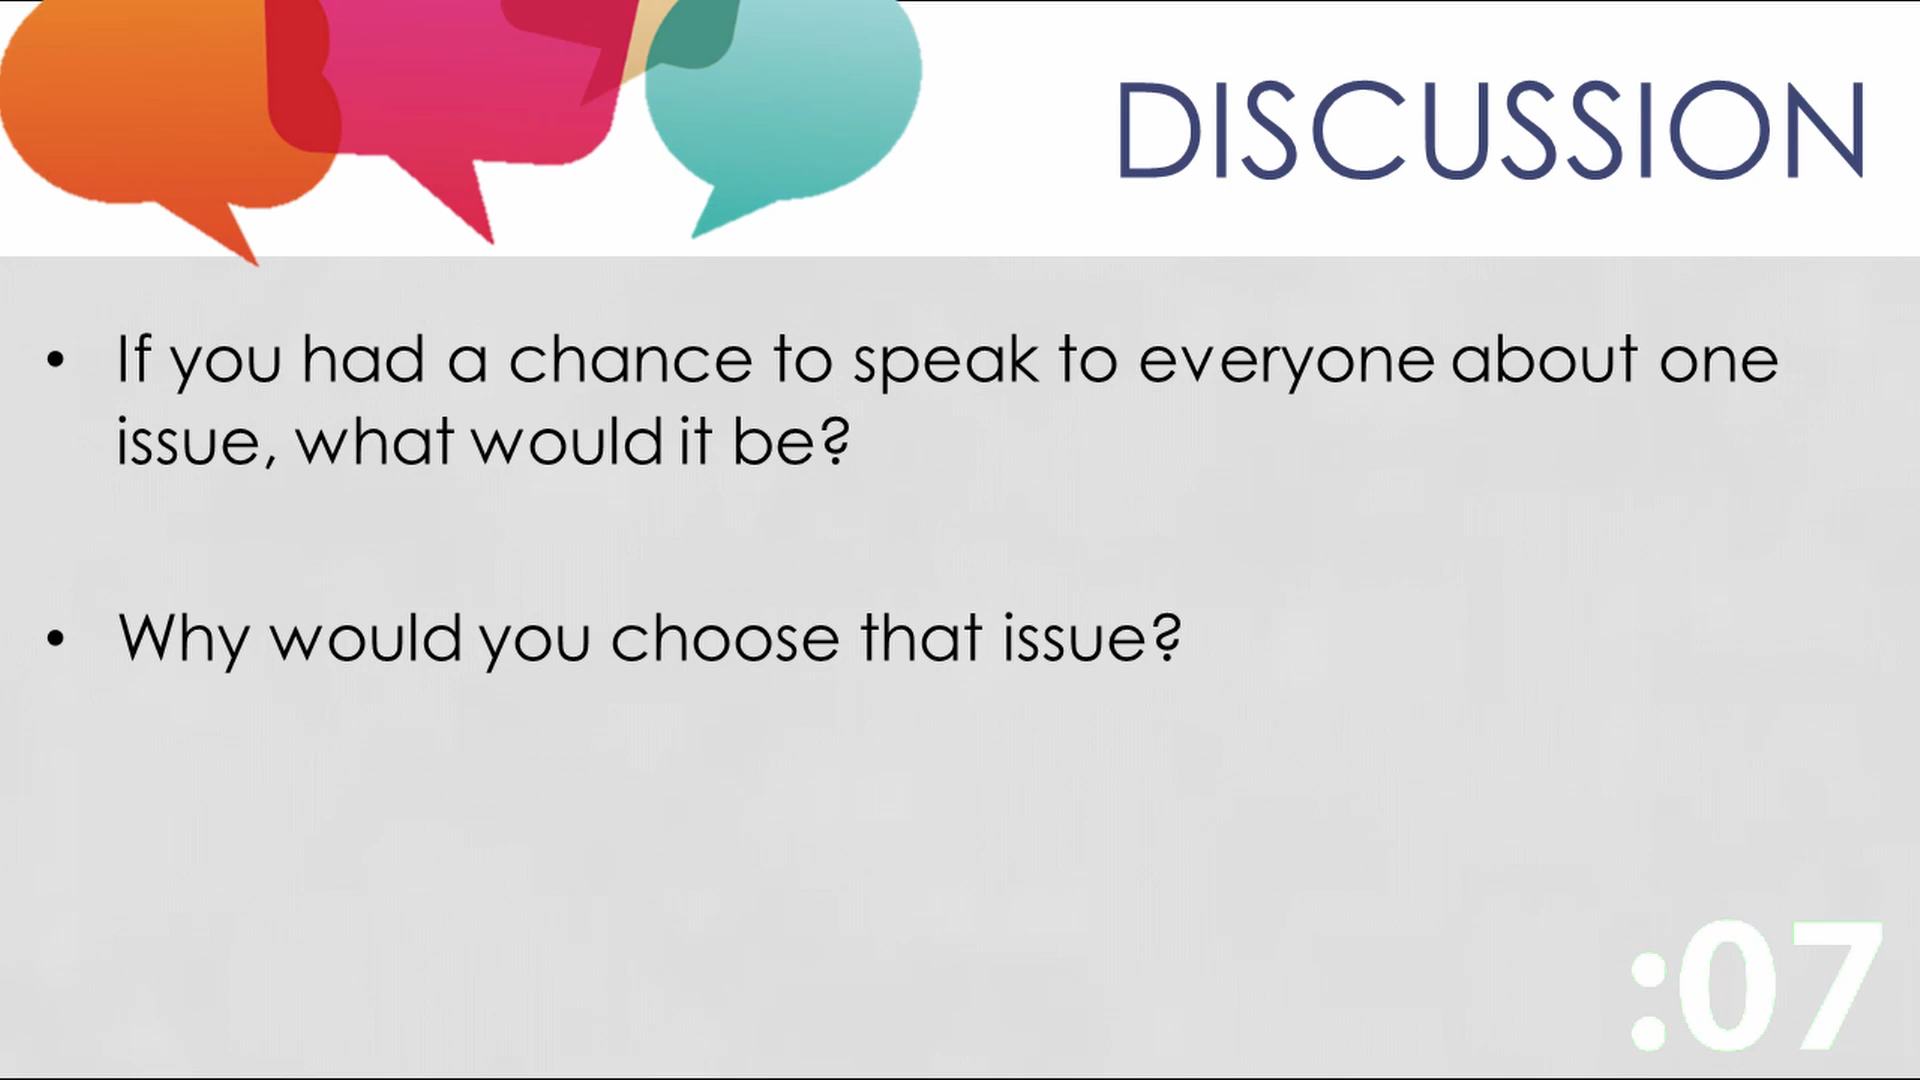 DISCUSSION
• If you had a chance to speak to everyone about one
issue, what would it be?
• Why would you choose that issue?
:07